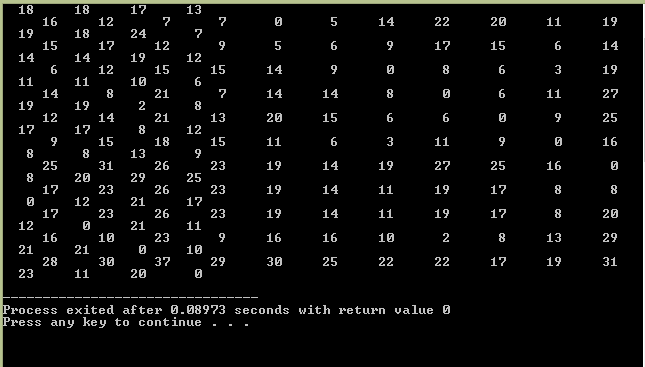 18 18 17 13
16 12 7 7 0 5 14 22 20 11 19
19 18 24 7
15 17 12 9 5 6 9 17 15 6 14
14 14 19 12
6 12 15 15 14 9 0 8 6 3 19
11 11 10 6
14 8 21 7 14 14 8 0 6 11 27
19 19 2 8
12 14 21 13 20 15 6 6 0 9 25
17 17 8 12
9 15 18 15 11 6 3 11 9 0 16
8 8 13 9
25 31 26 23 19 14 19 27 25 16 0
8 20 29 25
17 23 26 23 19 14 11 19 17 8 8
0 12 21 17
17 23 26 23 19 14 11 19 17 8 20
12 0 21 11
16 10 23 9 16 16 10 2 8 13 29
21 21 0 10
28 30 37 29 30 25 22 22 17 19 31
23 11 20 0
--------------------------------
Process exited after 0.08973 seconds with return value 0
Press any key to continue . . .